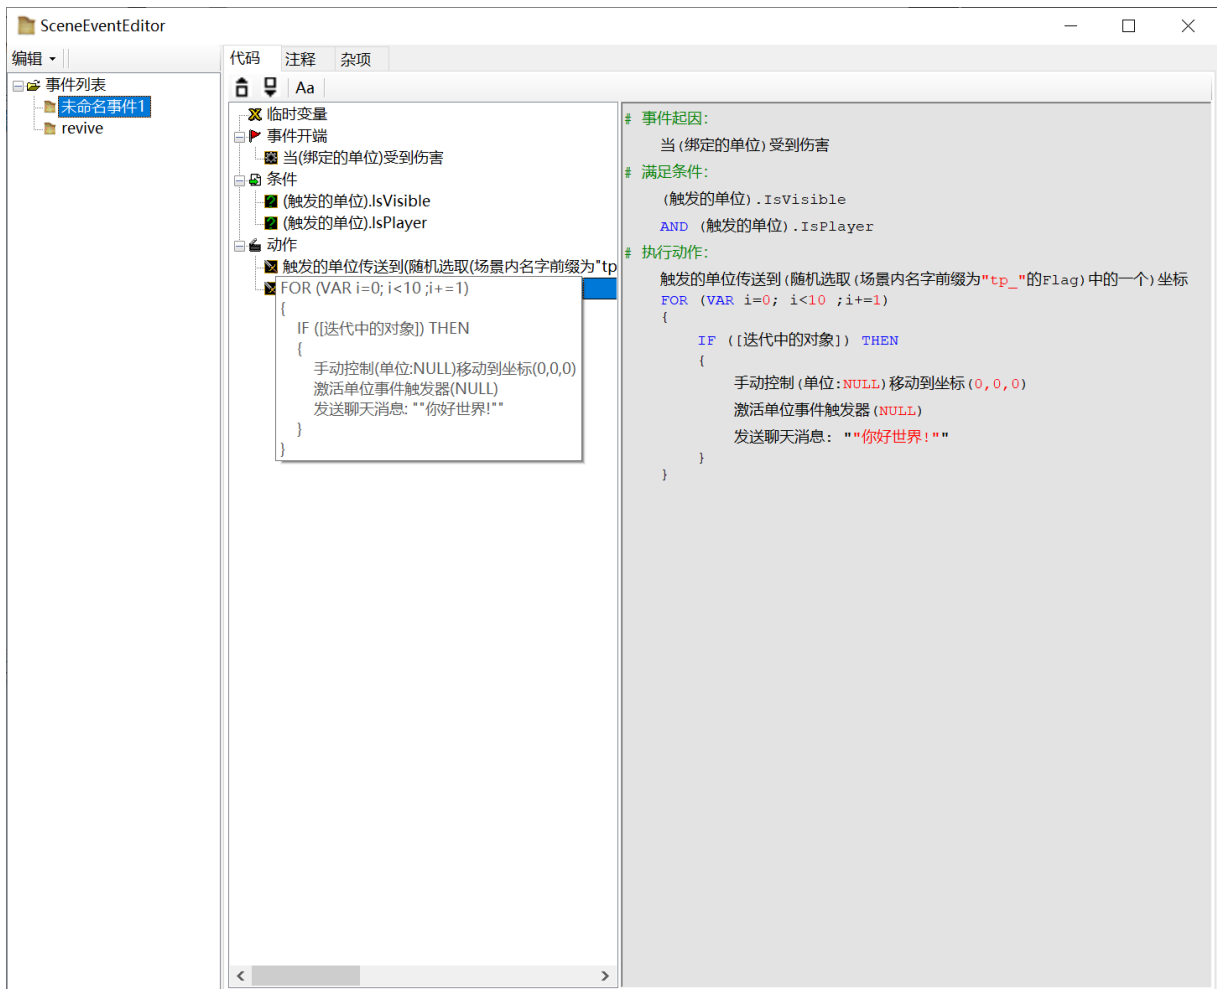 SceneEventEditor
编辑
代码 注释 杂项
事件列表
未命名事件1
revive
Aa
临时变量
事件开端
当(绑定的单位)受到伤害
条件
(触发的单位).IsVisible
(触发的单位).IsPlayer
动作
触发的单位传送到(随机选取(场景内名字前缀为"tp
FOR (VAR i=0; i<10 ;i+=1)
{
IF ([迭代中的对象]) THEN
{
手动控制(单位:NULL)移动到坐标(0,0,0)
激活单位事件触发器(NULL)
发送聊天消息: ""你好世界!""
}
}
# 事件起因:
当(绑定的单位)受到伤害
# 满足条件:
(触发的单位).IsVisible
AND (触发的单位).IsPlayer
# 执行动作:
触发的单位传送到(随机选取(场景内名字前缀为"tp_"的Flag)中的一个)坐标
FOR (VAR i=0; i<10 ;i+=1)
{
IF ([迭代中的对象]) THEN
{
手动控制(单位:NULL)移动到坐标(0,0,0)
激活单位事件触发器(NULL)
发送聊天消息: ""你好世界!""
}
}